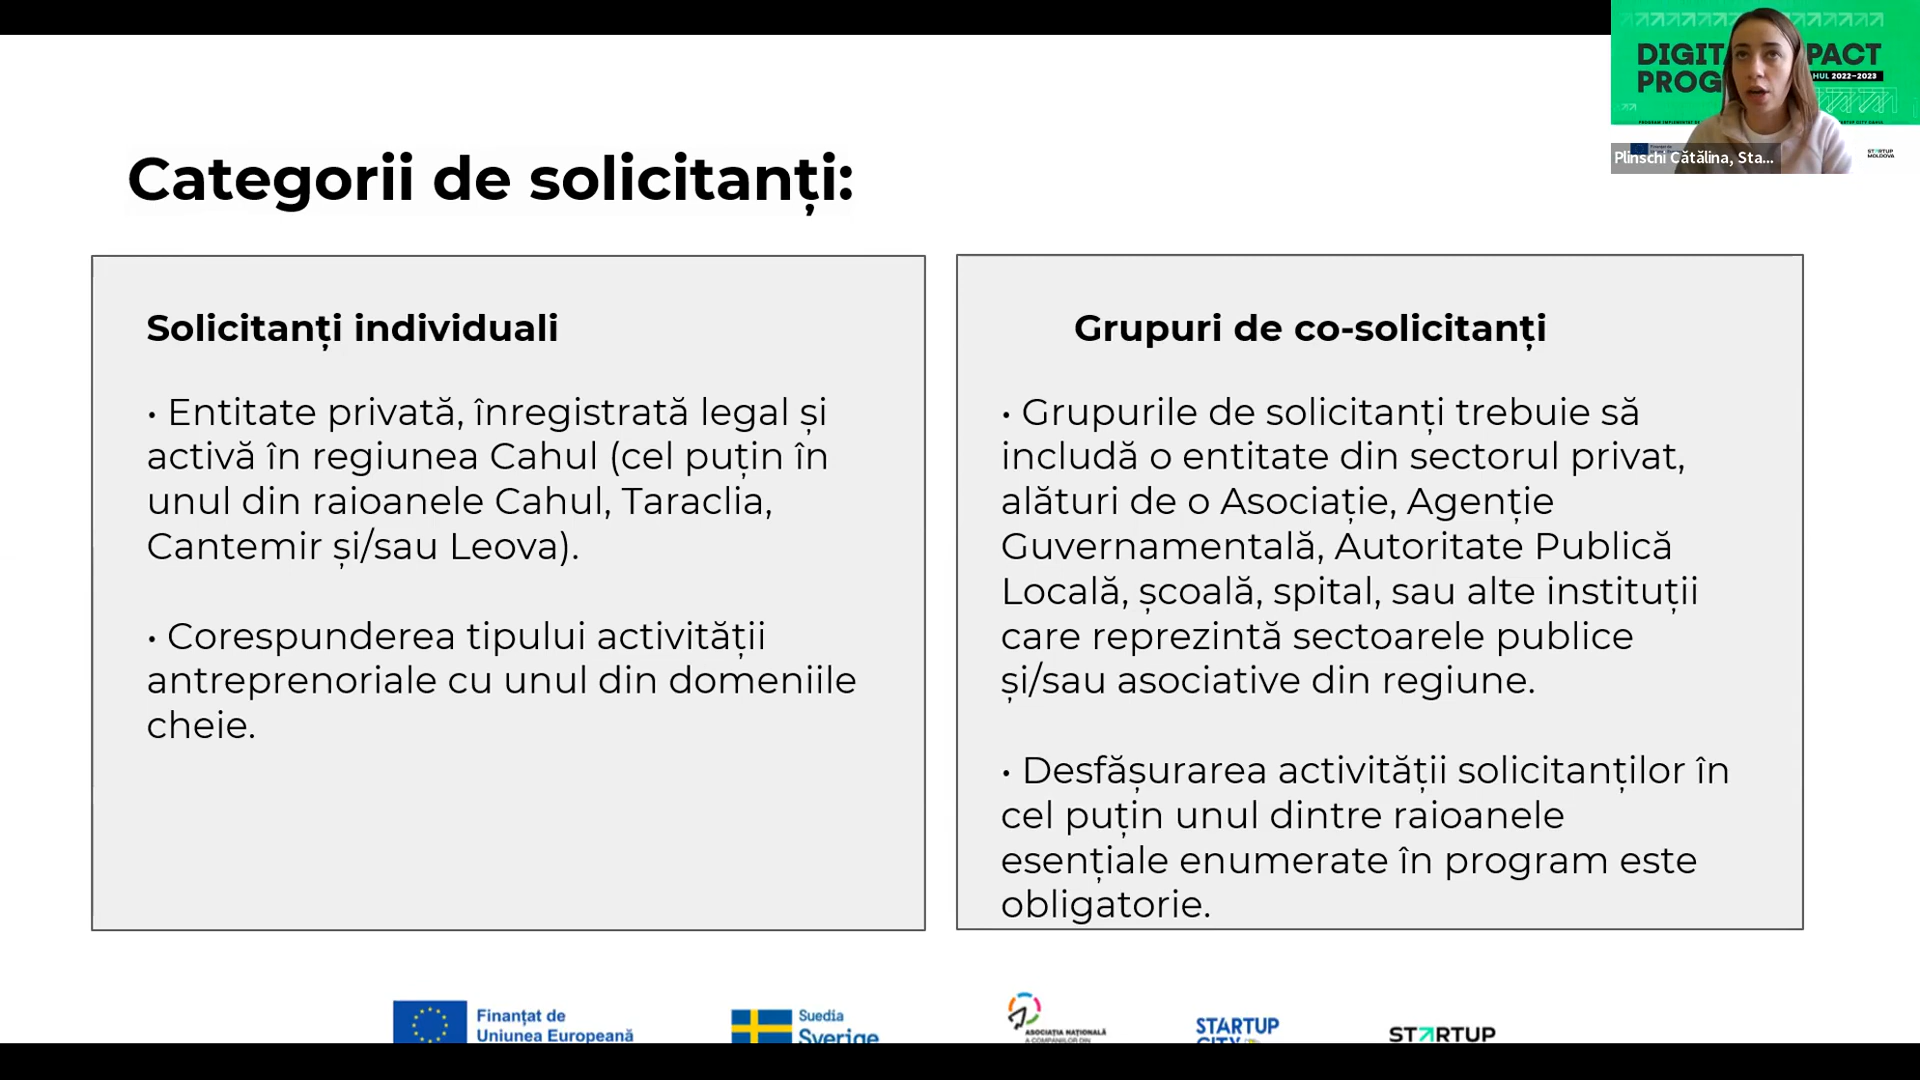 DIGIT PACT
PROG HUL 2022–2023
Plinschi Cătălina, Sta...
STARTUP
MOLDOVA
Categorii de solicitanți:
Solicitanți individuali
• Entitate privată, înregistrată legal și
activă în regiunea Cahul (cel puțin în
unul din raioanele Cahul, Taraclia,
Cantemir și/sau Leova).
• Corespunderea tipului activității
antreprenoriale cu unul din domeniile
cheie.
Grupuri de co-solicitanți
• Grupurile de solicitanți trebuie să
includă o entitate din sectorul privat,
alături de o Asociație, Agenție
Guvernamentală, Autoritate Publică
Locală, școală, spital, sau alte instituții
care reprezintă sectoarele publice
și/sau asociative din regiune.
• Desfășurarea activității solicitanților în
cel puțin unul dintre raioanele
esențiale enumerate în program este
obligatorie.
Finanțat de
Uniunea Europeană
Suedia
Sverige
ASOCIAȚIA NAȚIONALĂ
A COMPANIILOR DIN
STARTUP
CITY
STARTUP